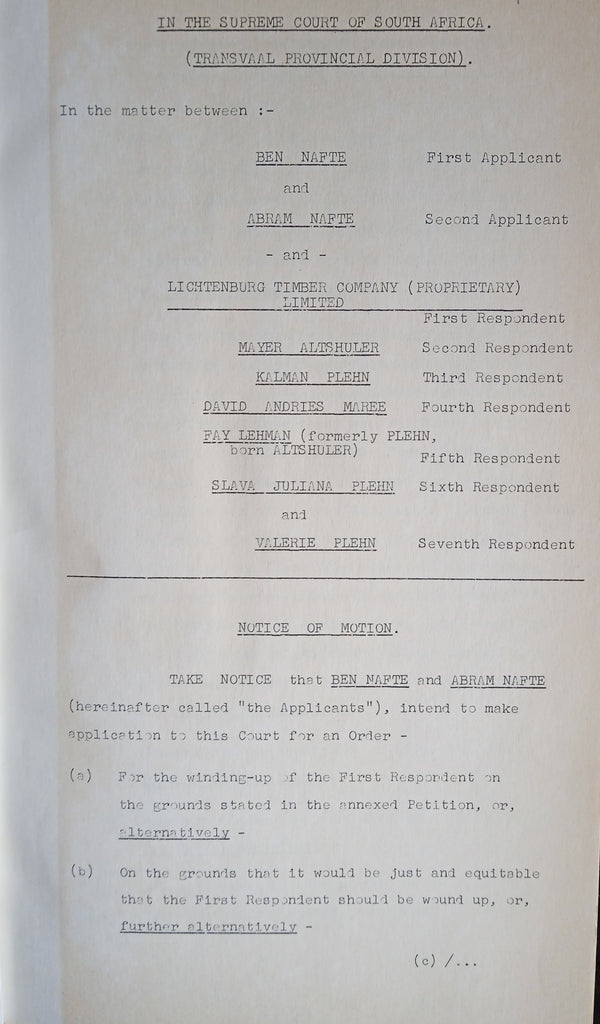 IN THE SUPREME COURT OF SOUTH AFRICA.
(TRANSVAAL PROVINCIAL DIVISION).
In the matter between :-
BEN NAFTE First Applicant
and
ABRAM NAFTE Second Applicant
- and -
LICHTENBURG TIMBER COMPANY (PROPRIETARY)
LIMITED
First Respondent
MAYER ALTSHULER Second Respondent
KALMAN PLEHN Third Respondent
DAVID ANDRIES MAREE Fourth Respondent
FAY LEHMAN (formerly PLEHN,
born ALTSHULER)
Fifth Respondent
SLAVA JULIANA PLEHN Sixth Respondent
and
VALERIE PLEHN Seventh Respondent
NOTICE OF MOTION.
TAKE NOTICE that BEN NAFTE and ABRAM NAFTE
(hereinafter called "the Applicants"), intend to make
application to this Court for an Order -
(a) For the winding-up of the First Respondent on
the grounds stated in the annexed Petition, or,
alternatively -
(b) On the grounds that it would be just and equitable
that the First Respondent should be wound up, or,
further alternatively -
(c) /...